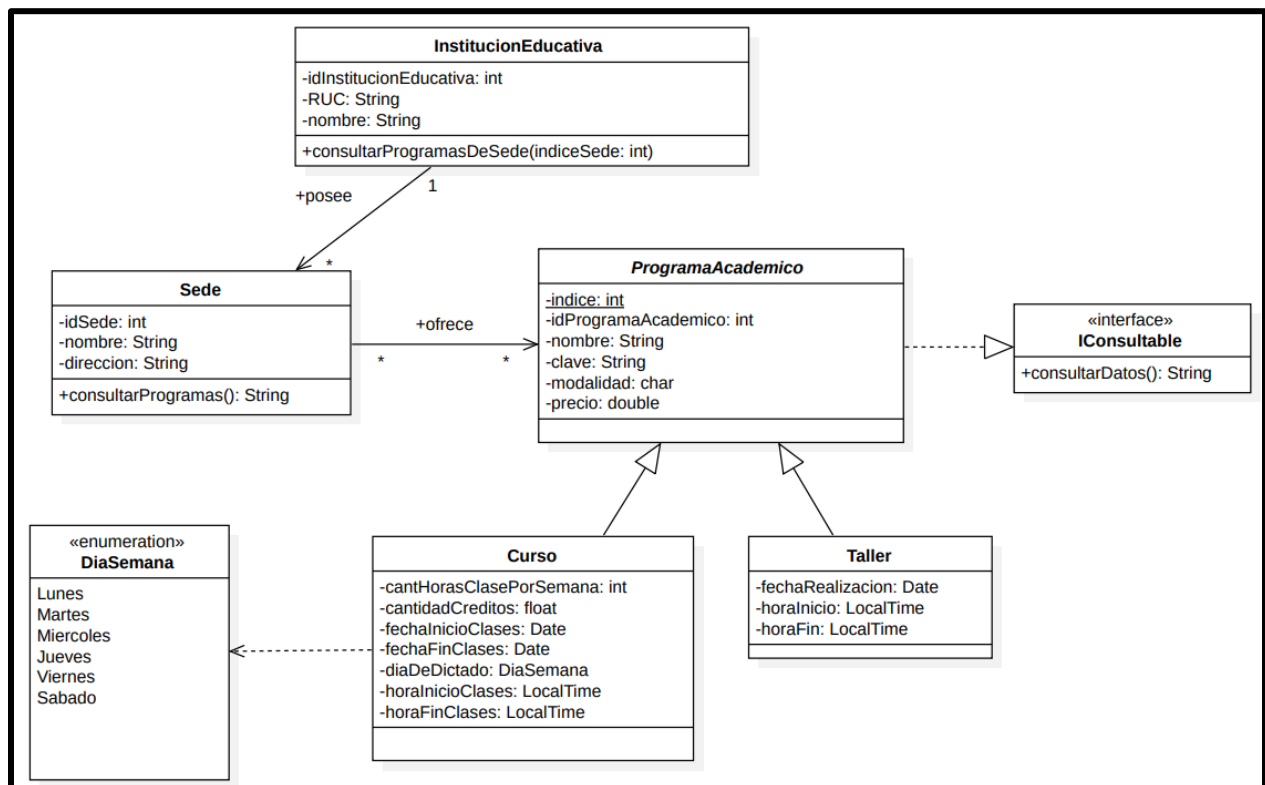 InstitucionEducativa
-idInstitucionEducativa: int
-RUC: String
-nombre: String
+consultarProgramasDeSede(indiceSede: int)
+posee
1
*
Sede
-idSede: int
-nombre: String
-direccion: String
+consultarProgramas(): String
+ofrece
*
*
ProgramaAcademico
-indice: int
-idProgramaAcademico: int
-nombre: String
-clave: String
-modalidad: char
-precio: double
«interface»
IConsultable
+consultarDatos(): String
«enumeration»
DiaSemana
Lunes
Martes
Miercoles
Jueves
Viernes
Sabado
Curso
-cantHorasClasePorSemana: int
-cantidadCreditos: float
-fechaInicioClases: Date
-fechaFinClases: Date
-diaDeDictado: DiaSemana
-horaInicioClases: LocalTime
-horaFinClases: LocalTime
Taller
-fechaRealizacion: Date
-horaInicio: LocalTime
-horaFin: LocalTime